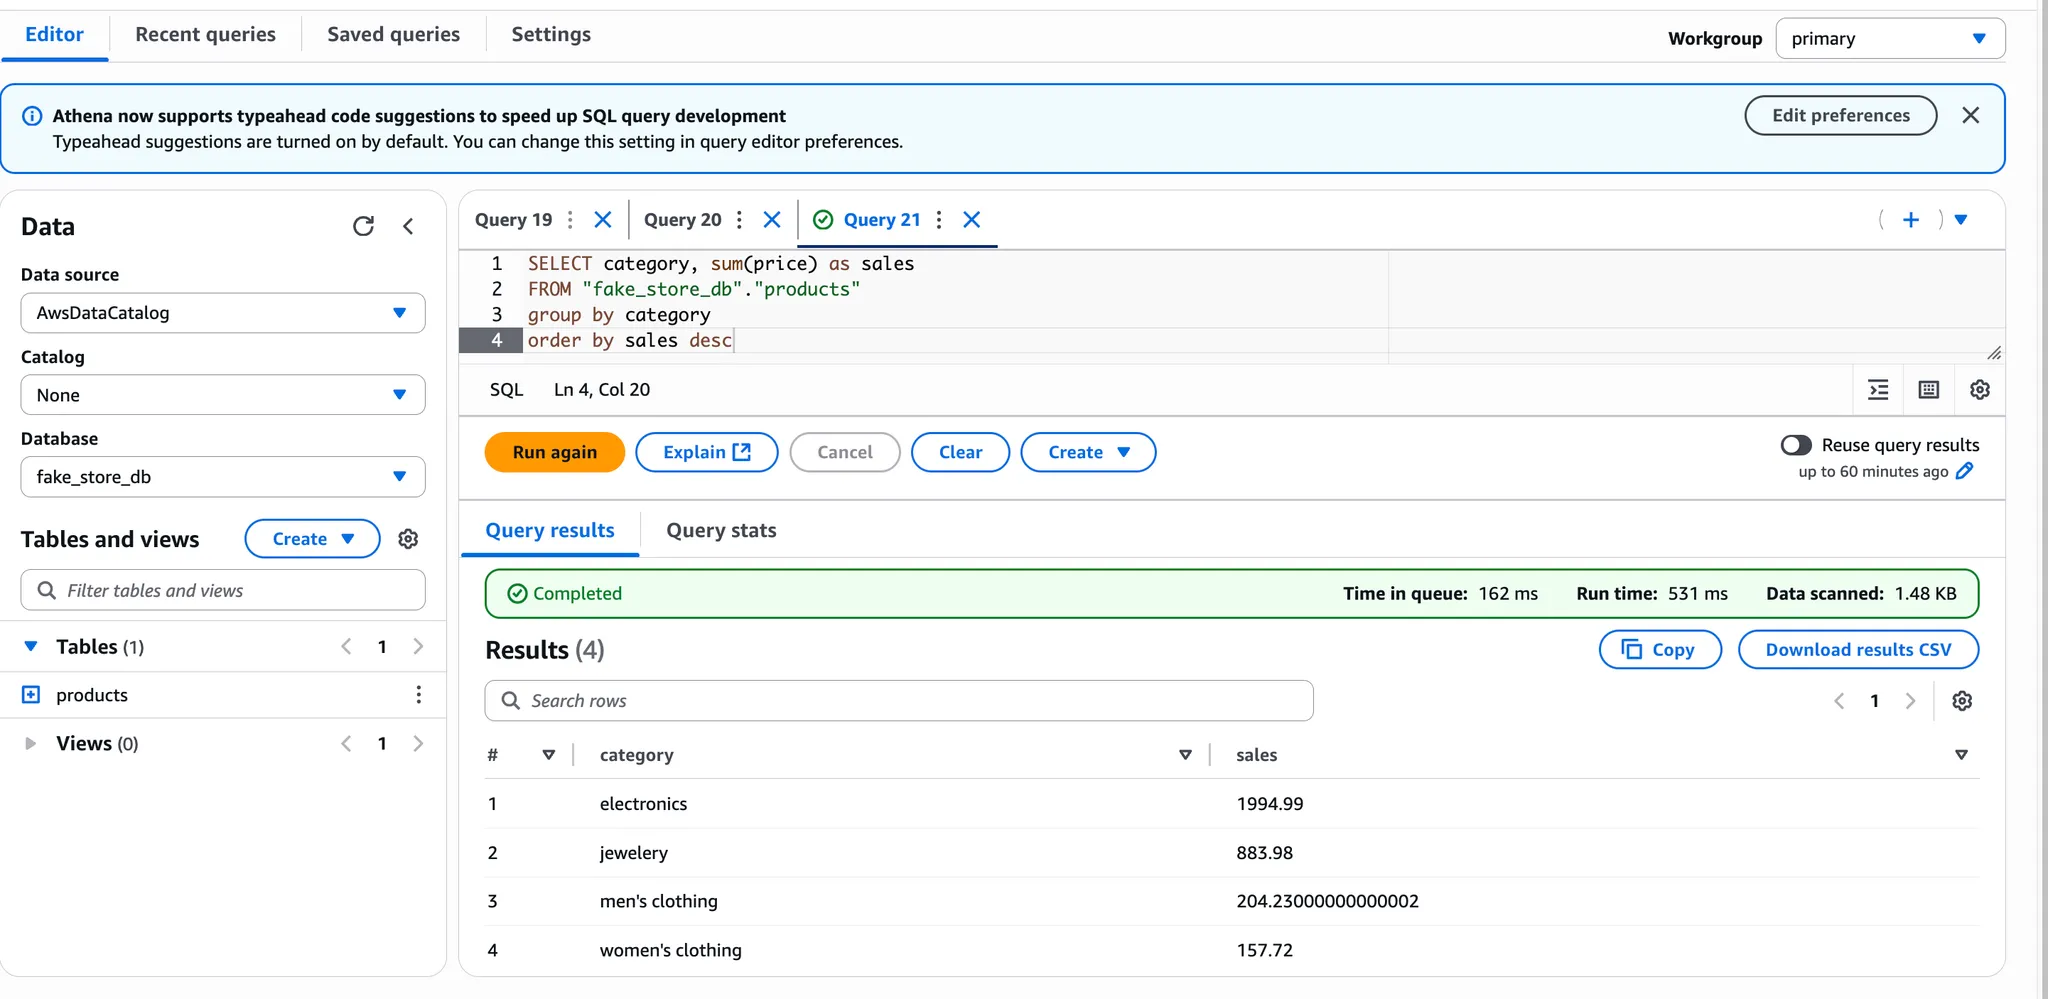 Editor
Recent queries
Saved queries
Settings
Workgroup
primary
Athena now supports typeahead code suggestions to speed up SQL query development
Typeahead suggestions are turned on by default. You can change this setting in query editor preferences.
Edit preferences
Data
Data source
AwsDataCatalog
Catalog
None
Database
fake_store_db
Tables and views
Create
Filter tables and views
Tables (1)
1
products
Views (0)
1
Query 19
Query 20
Query 21
1 SELECT category, sum(price) as sales
2 FROM "fake_store_db"."products"
3 group by category
4 order by sales desc
SQL Ln 4, Col 20
Run again
Explain
Cancel
Clear
Create
Reuse query results
up to 60 minutes ago
Query results
Query stats
Completed
Time in queue: 162 ms Run time: 531 ms Data scanned: 1.48 KB
Results (4)
Copy
Download results CSV
Search rows
1
# category sales
1 electronics 1994.99
2 jewelery 883.98
3 men's clothing 204.23000000000002
4 women's clothing 157.72